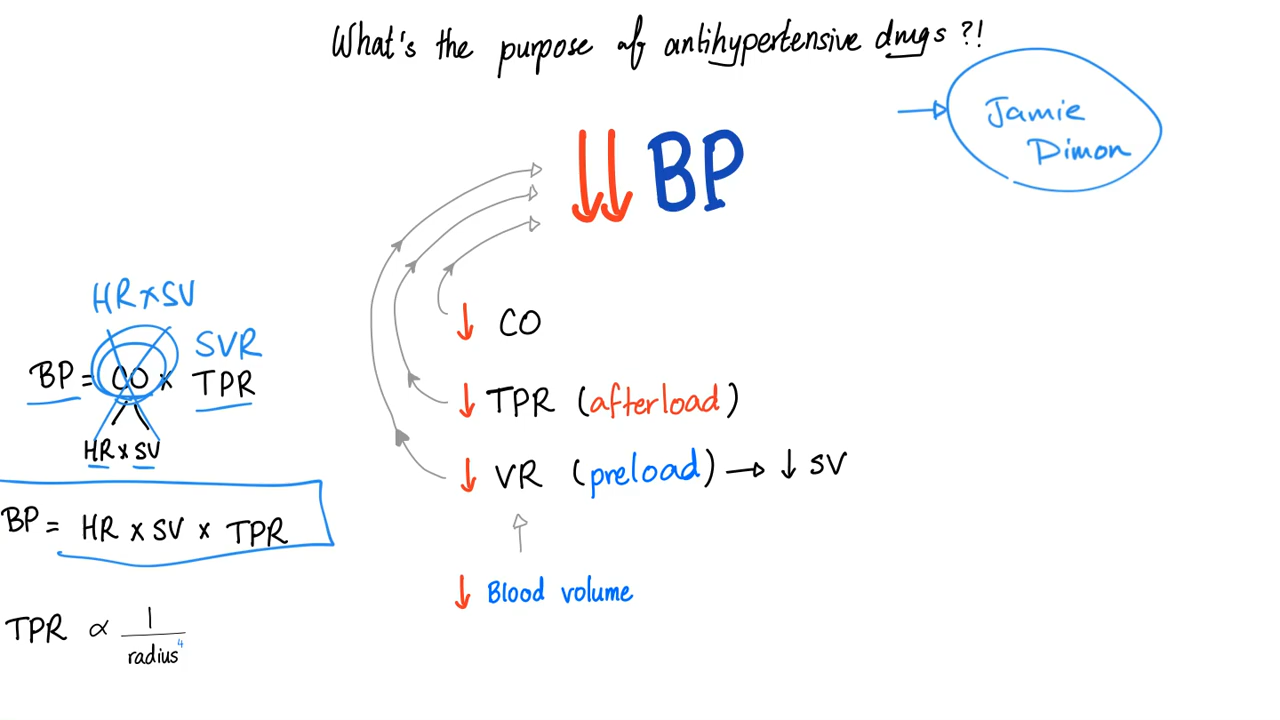 What's the purpose of antihypertensive drugs ?!
Jamie
Dimon
↓↓ BP
HR x SV
SVR
BP = CO x TPR
HR x SV
BP = HR x SV x TPR
TPR ∝ 1 / radius⁴
↓ CO
↓ TPR (afterload)
↓ VR (preload) → ↓ SV
↓ Blood volume